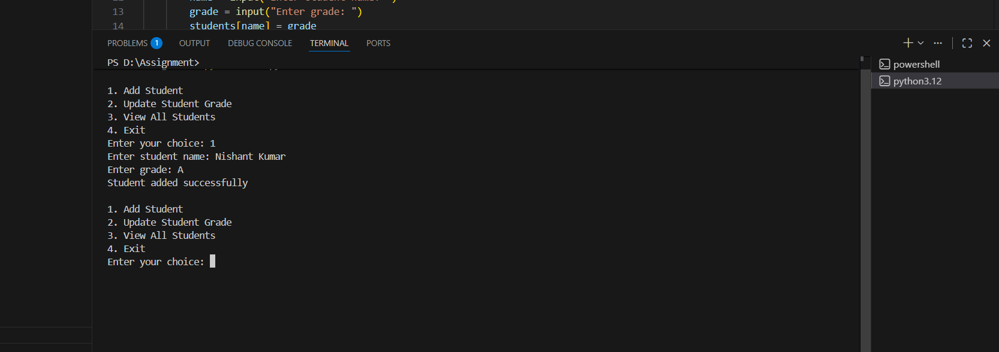 13 grade = input("Enter grade: ")
14 students[name] = grade
PROBLEMS 1 OUTPUT DEBUG CONSOLE TERMINAL PORTS
PS D:\Assignment>
1. Add Student
2. Update Student Grade
3. View All Students
4. Exit
Enter your choice: 1
Enter student name: Nishant Kumar
Enter grade: A
Student added successfully
1. Add Student
2. Update Student Grade
3. View All Students
4. Exit
Enter your choice:
powershell
python3.12